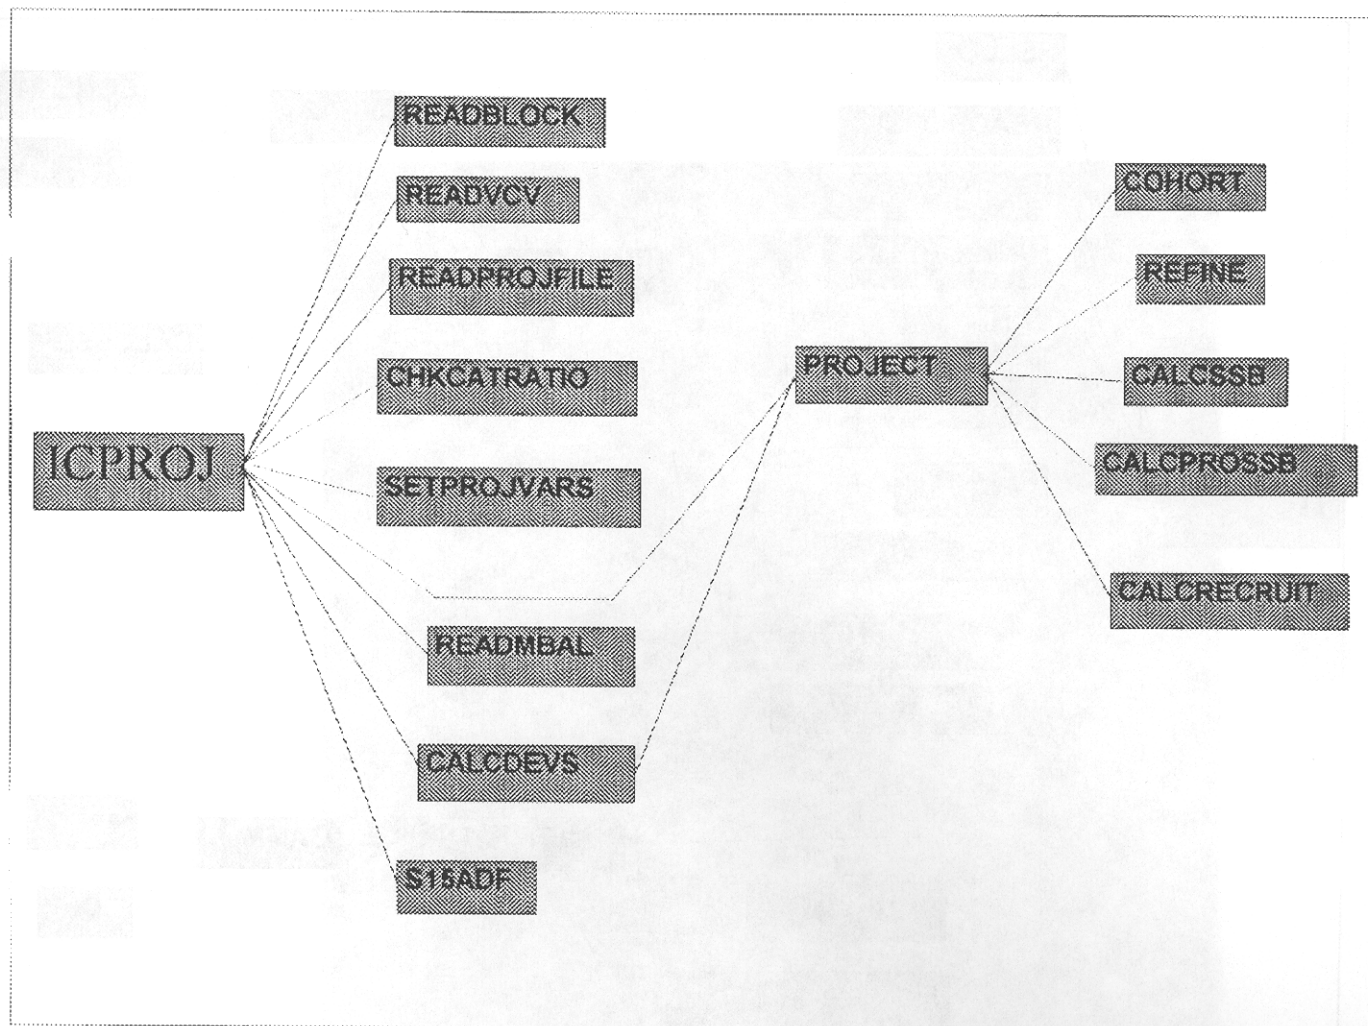 READBLOCK
READVCV
READPROJFILE
CHKCATRATIO
ICPROJ
SETPROJVARS
READMBAL
CALCDEVS
S15ADF
PROJECT
COHORT
REFINE
CALCSSB
CALCPROSSB
CALCRECRUIT